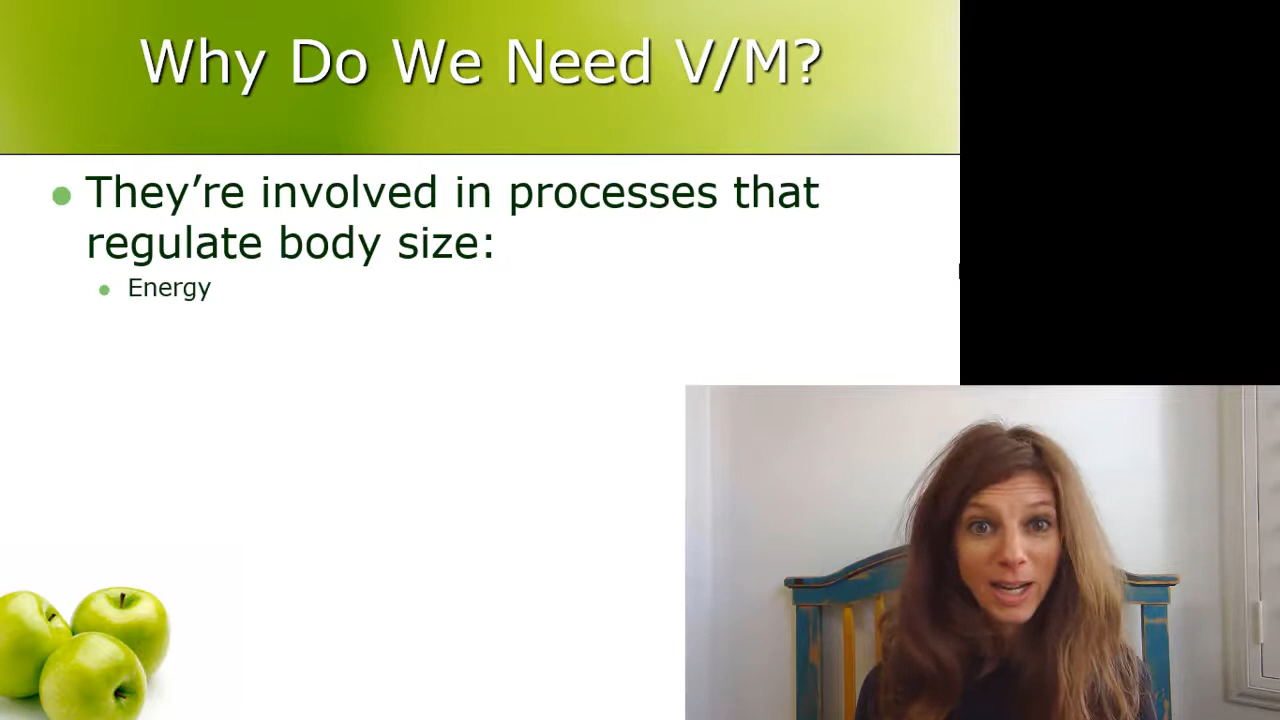 Why Do We Need V/M?
They’re involved in processes that
regulate body size:
Energy